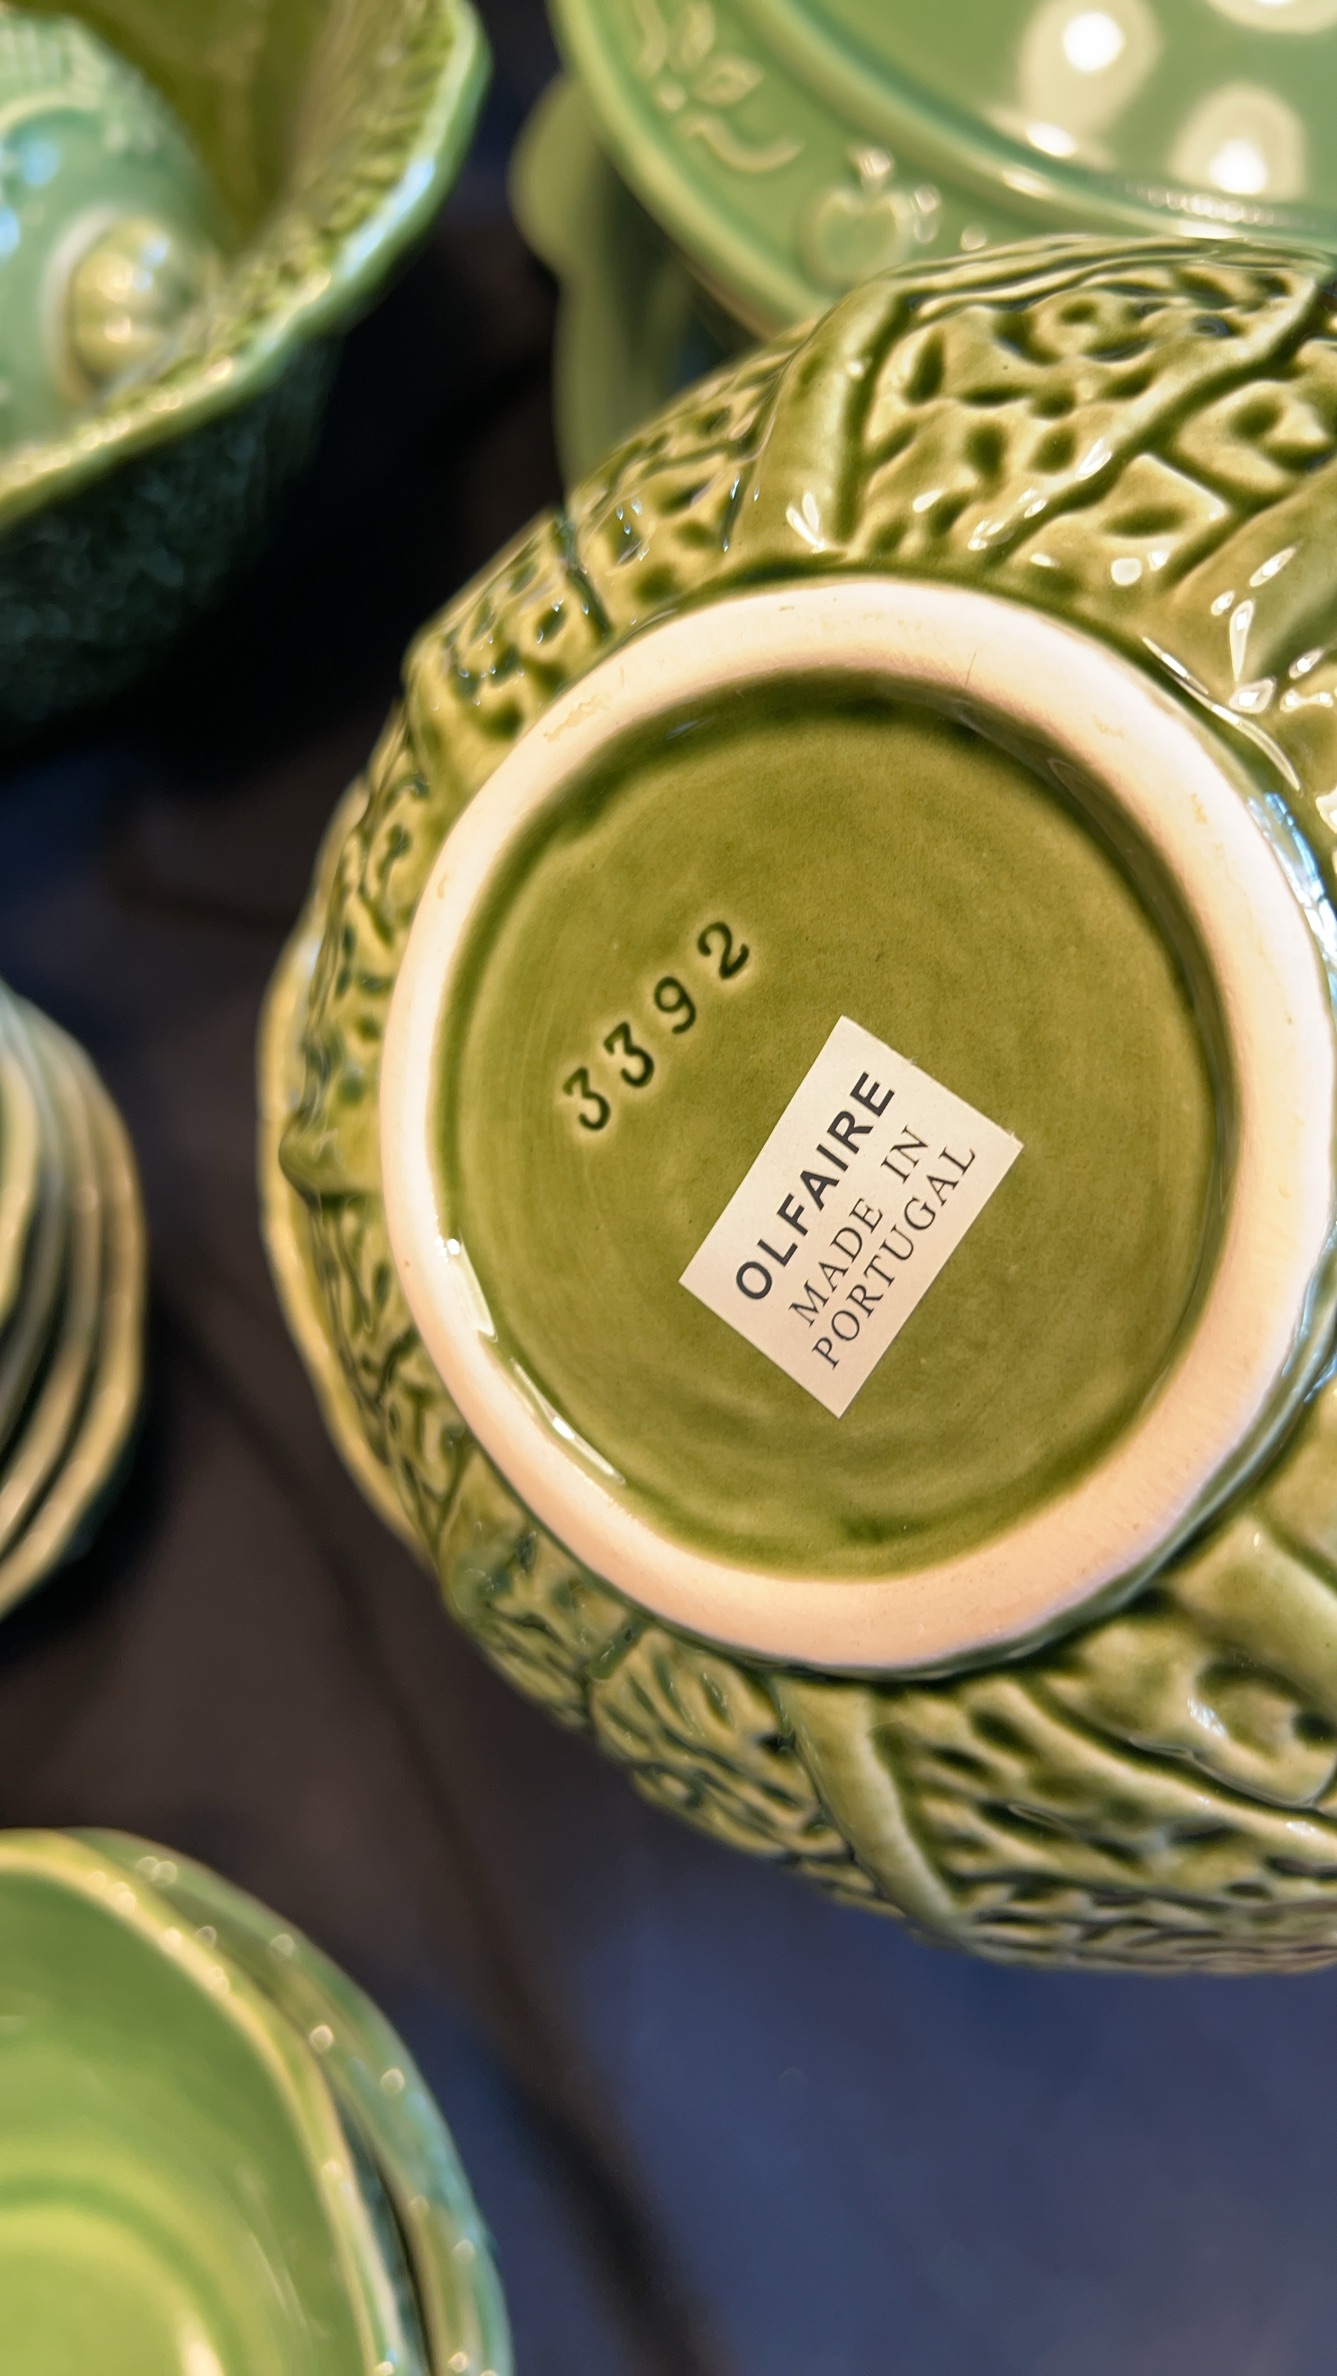 3392
OLFAIRE
MADE IN
PORTUGAL